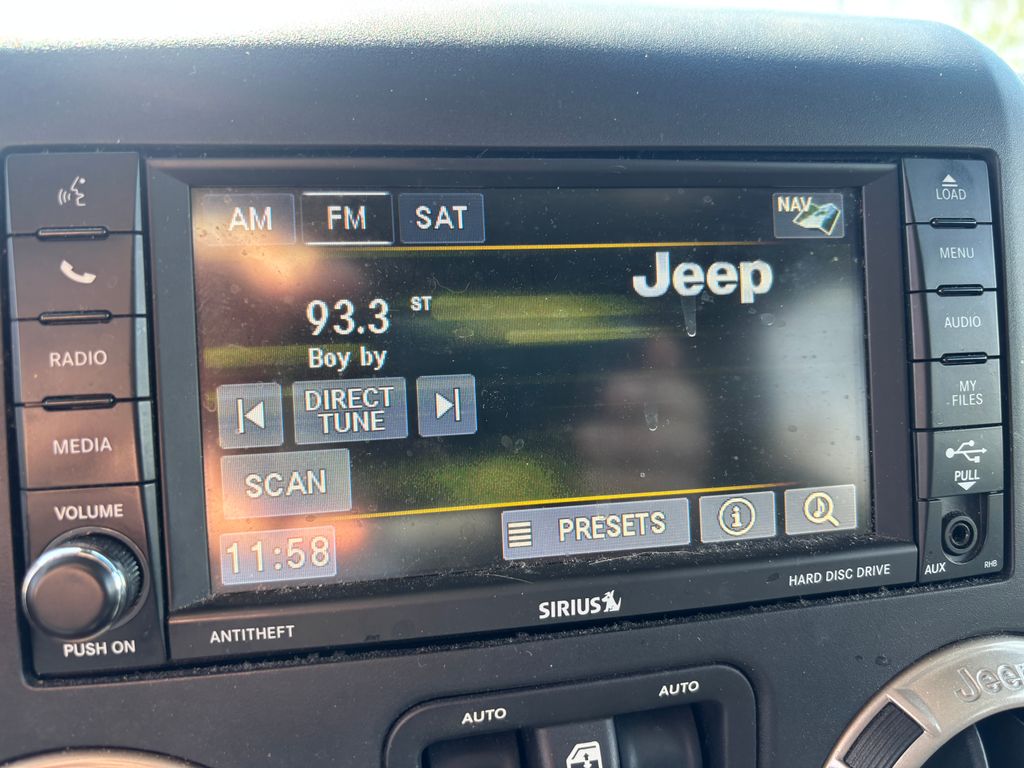 AM FM SAT NAV
Jeep
93.3 ST
Boy by
DIRECT
TUNE
SCAN
PRESETS
11:58
RADIO
MEDIA
VOLUME
PUSH ON
LOAD
MENU
AUDIO
MY
FILES
PULL
AUX RHB
ANTITHEFT
SIRIUS
HARD DISC DRIVE
AUTO AUTO
Jeep